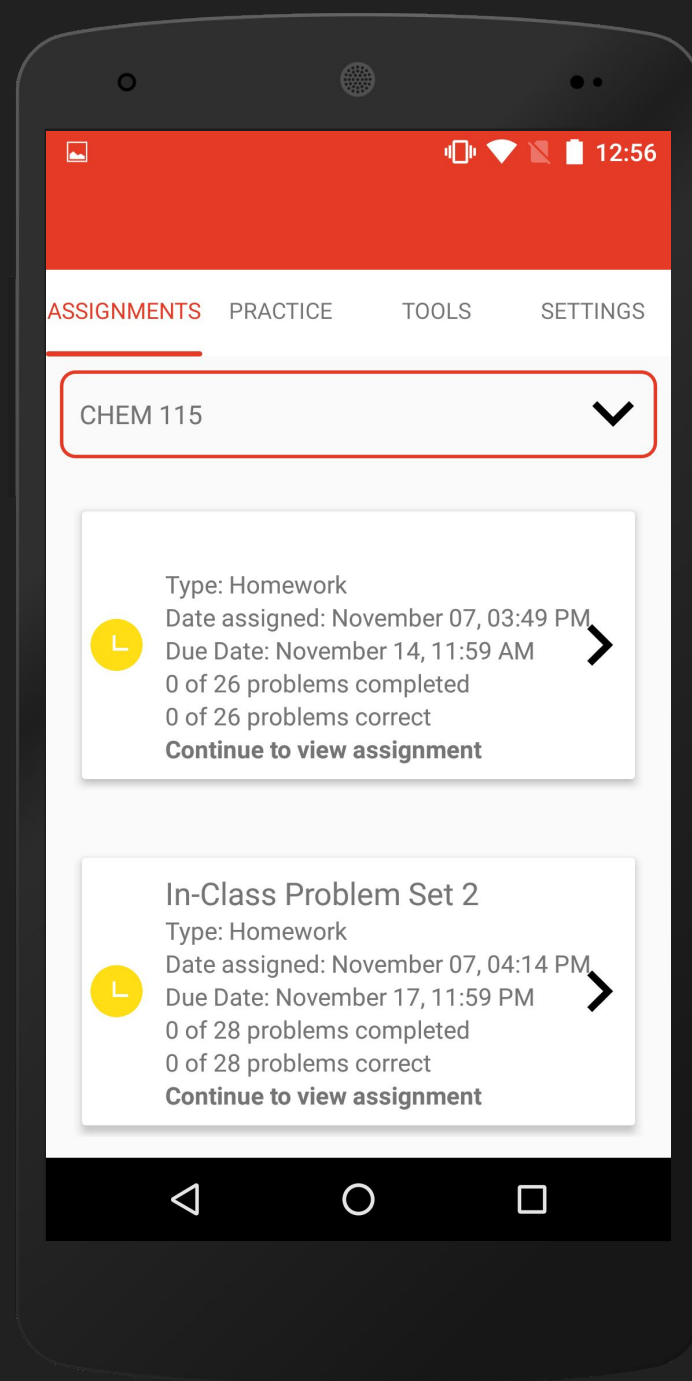 12:56
ASSIGNMENTS PRACTICE TOOLS SETTINGS
CHEM 115
Type: Homework
Date assigned: November 07, 03:49 PM
Due Date: November 14, 11:59 AM
0 of 26 problems completed
0 of 26 problems correct
Continue to view assignment
In-Class Problem Set 2
Type: Homework
Date assigned: November 07, 04:14 PM
Due Date: November 17, 11:59 PM
0 of 28 problems completed
0 of 28 problems correct
Continue to view assignment